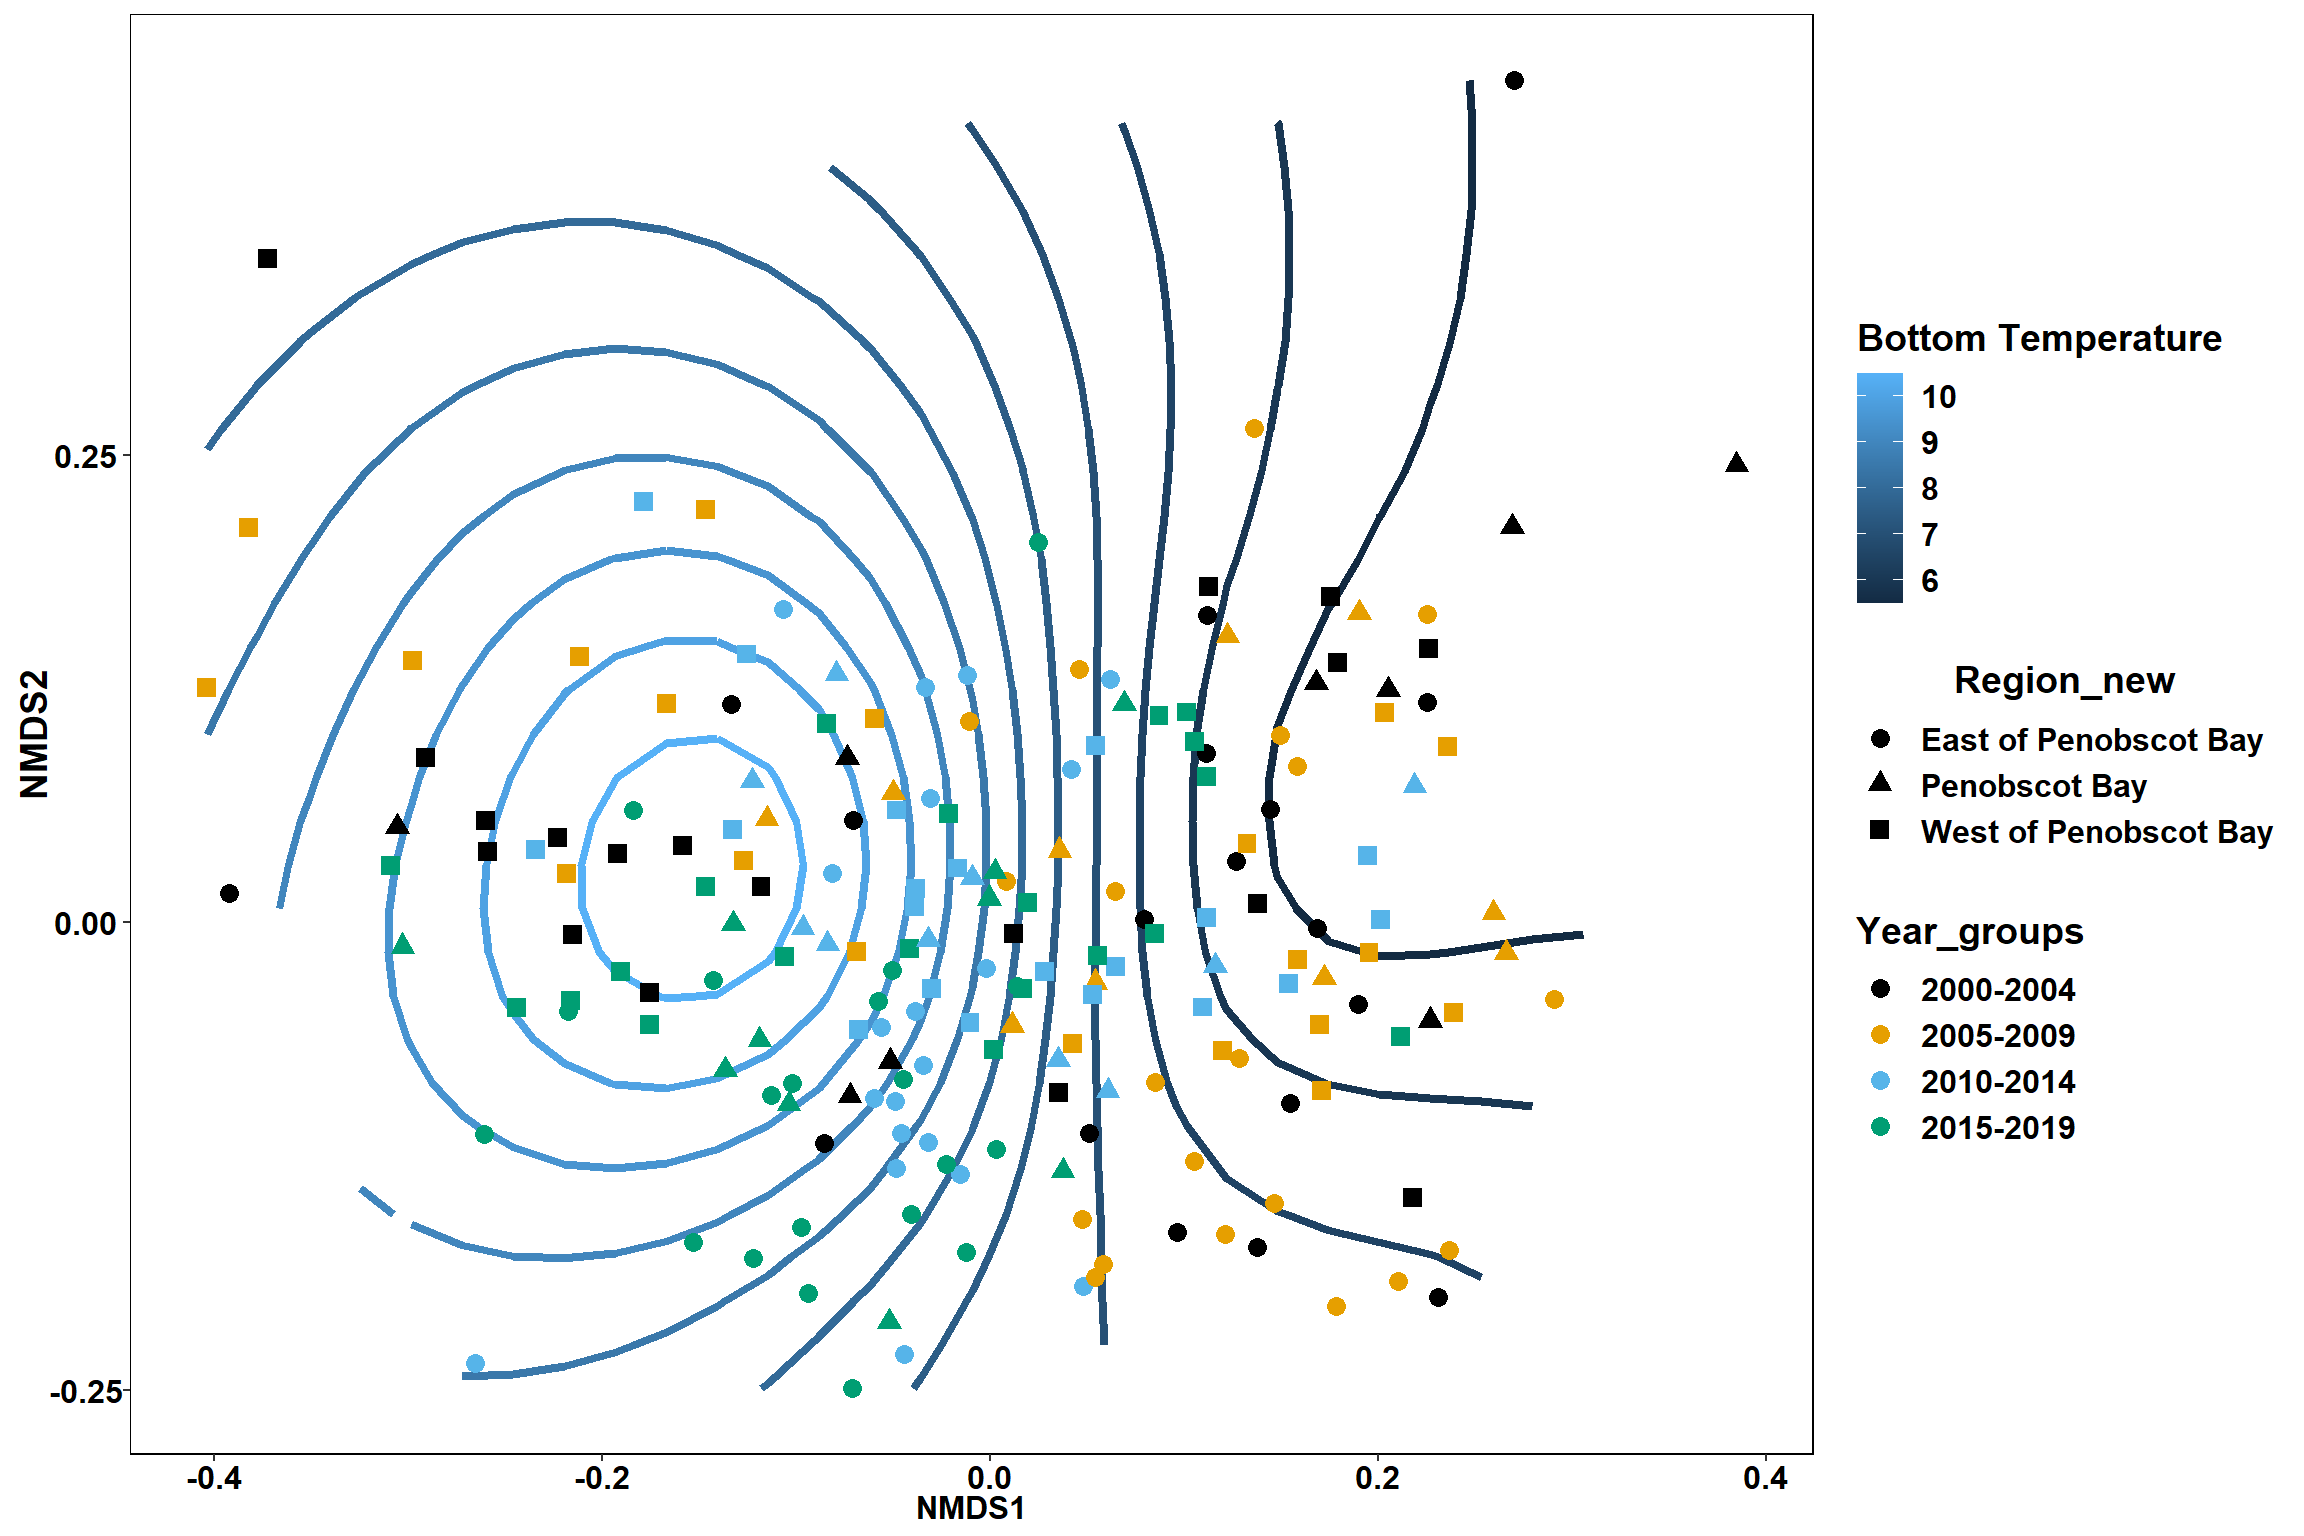 NMDS2
0.25
0.00
-0.25
-0.4
-0.2
0.0
0.2
0.4
NMDS1
Bottom Temperature
10
9
8
7
6
Region_new
East of Penobscot Bay
Penobscot Bay
West of Penobscot Bay
Year_groups
2000-2004
2005-2009
2010-2014
2015-2019